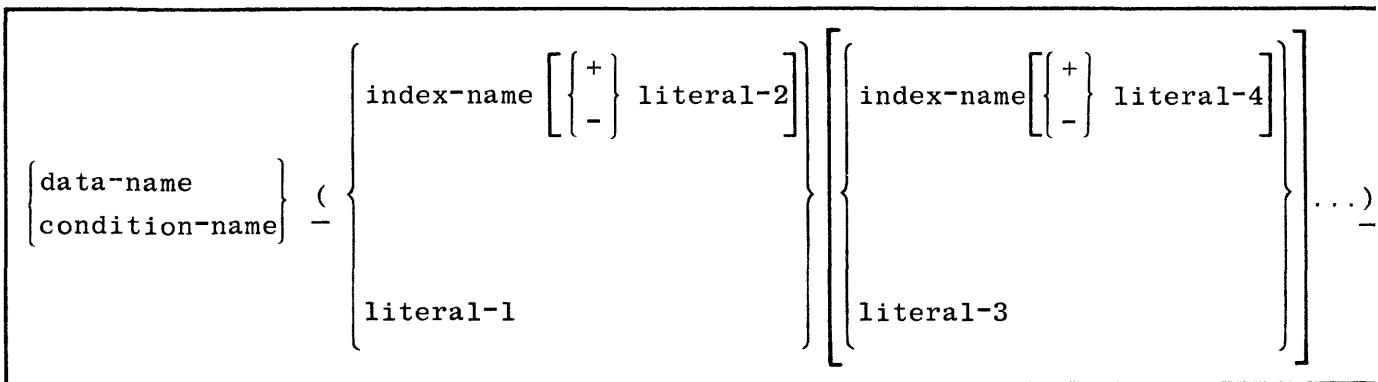 + +
index-name literal-2 index-name literal-4
- -
data-name ( ...)
condition-name
literal-1 literal-3